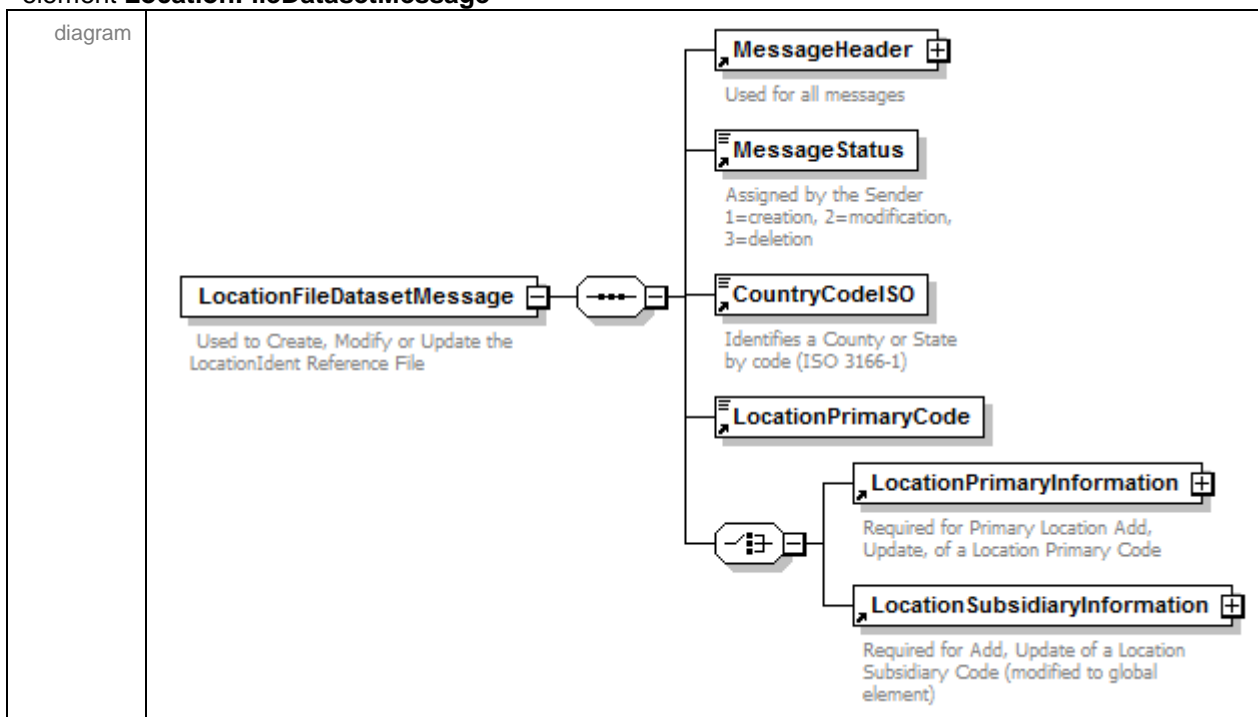 element LocationFileDatasetMessage
diagram
MessageHeader
Used for all messages
MessageStatus
Assigned by the Sender
1=creation, 2=modification,
3=deletion
LocationFileDatasetMessage
Used to Create, Modify or Update the
LocationIdent Reference File
CountryCodeISO
Identifies a County or State
by code (ISO 3166-1)
LocationPrimaryCode
LocationPrimaryInformation
Required for Primary Location Add,
Update, of a Location Primary Code
LocationSubsidiaryInformation
Required for Add, Update of a Location
Subsidiary Code (modified to global
element)